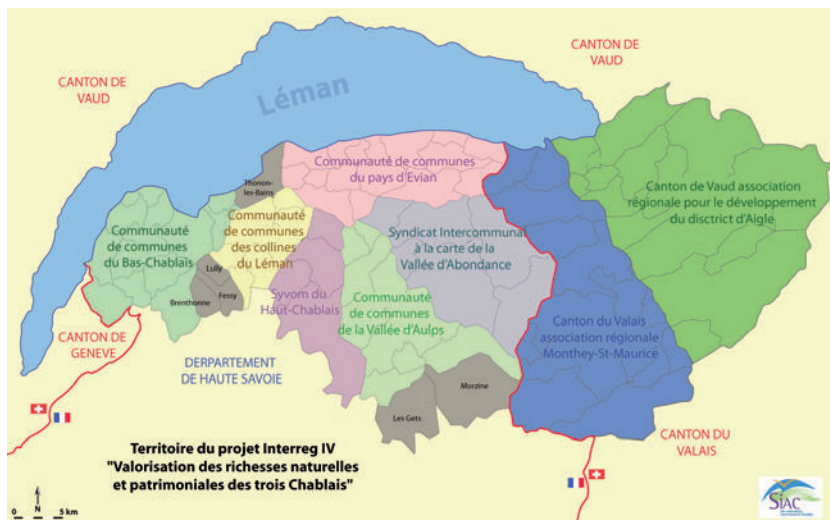 CANTON DE
VAUD
CANTON DE
VAUD
Léman
Communauté de communes
du pays d'Evian
Thonon-
les-Bains
Canton de Vaud association
régionale pour le développement
du disctrict d'Aigle
Communauté
de communes
des collines
du Léman
Communauté
de communes
du Bas-Chablais
Syndicat Intercommunal
à la carte de la
Vallée d'Abondance
Lully
Fessy
Brenthonne
Syvom du
Haut-Chablais
Communauté
de communes
de la Vallée d'Aulps
Canton du Valais
association régionale
Monthey-St-Maurice
CANTON DE
GENEVE
DERPARTEMENT
DE HAUTE SAVOIE
Morzine
Les Gets
CANTON DU
VALAIS
Territoire du projet Interreg IV
"Valorisation des richesses naturelles
et patrimoniales des trois Chablais"
0 N 5 km
SIAC